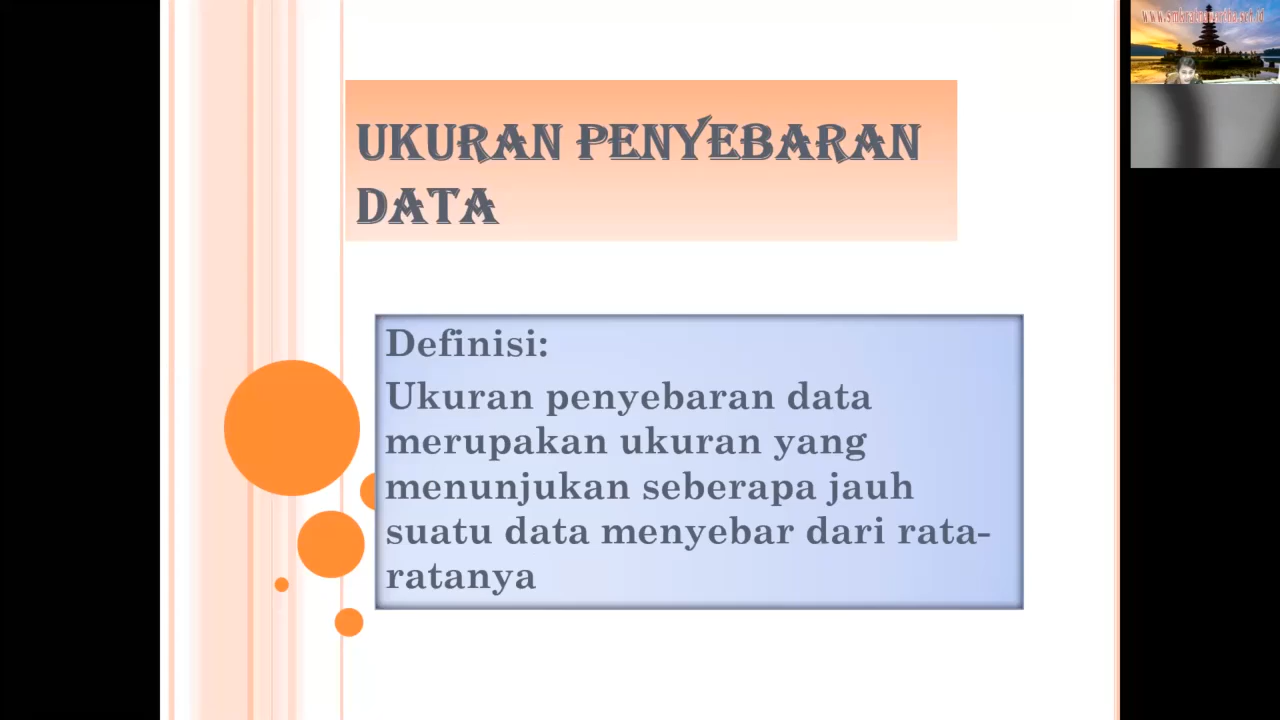 UKURAN PENYEBARAN
DATA
Definisi:
Ukuran penyebaran data
merupakan ukuran yang
menunjukan seberapa jauh
suatu data menyebar dari rata-
ratanya